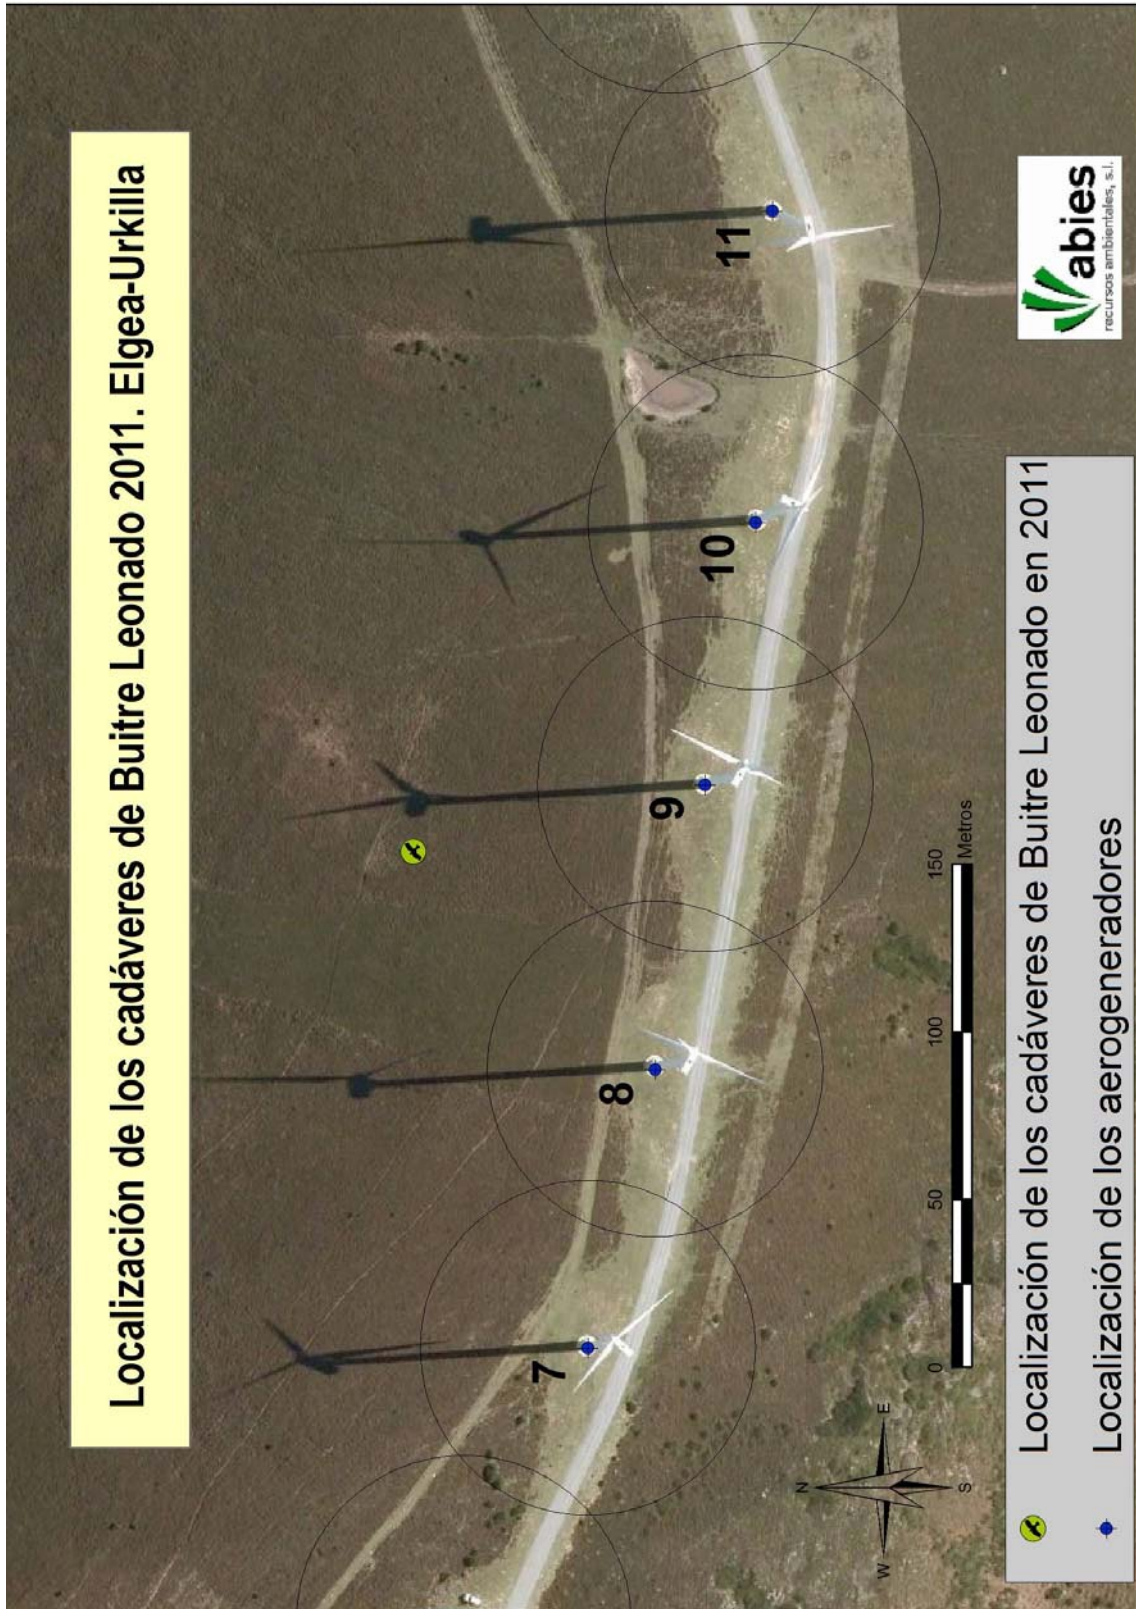 Localización de los cadáveres de Buitre Leonado 2011. Elgea-Urkilla
7
8
9
10
11
N
W
E
S
0
50
100
150
Metros
abies
recursos ambientales, s.l.
Localización de los cadáveres de Buitre Leonado en 2011
Localización de los aerogeneradores